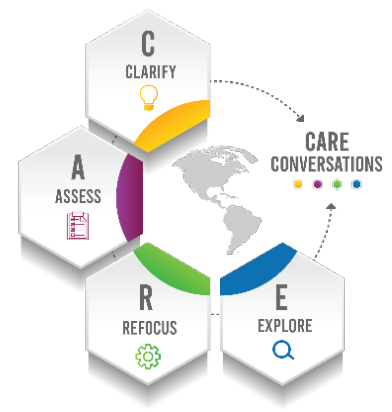 C
CLARIFY
A
ASSESS
R
REFOCUS
E
EXPLORE
CARE
CONVERSATIONS